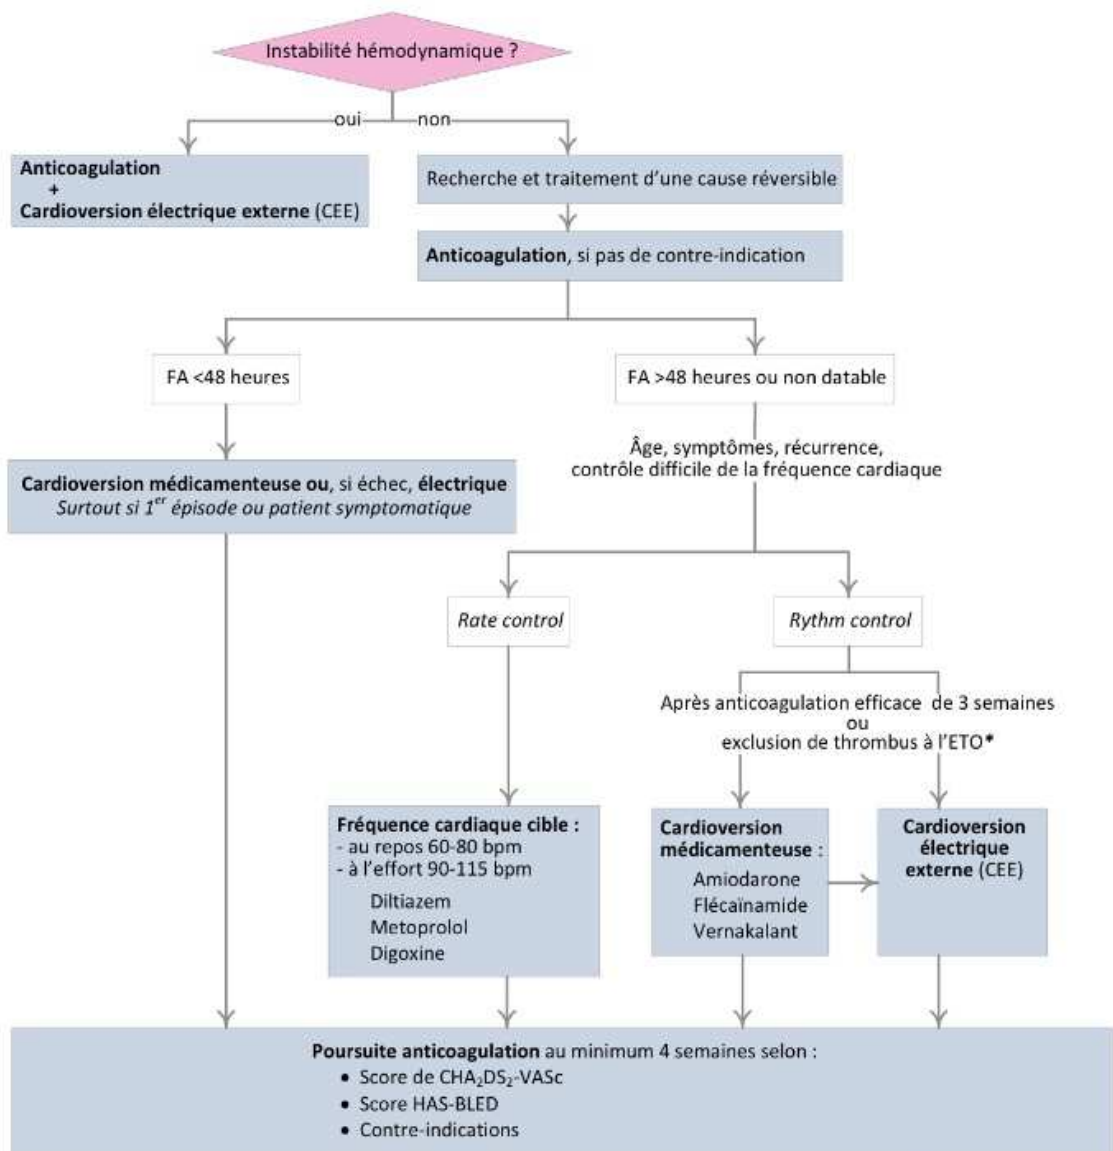 Instabilité hémodynamique ?
oui
non
Anticoagulation
+
Cardioversion électrique externe (CEE)
Recherche et traitement d’une cause réversible
Anticoagulation, si pas de contre-indication
FA <48 heures
FA >48 heures ou non datable
Âge, symptômes, récurrence,
contrôle difficile de la fréquence cardiaque
Cardioversion médicamenteuse ou, si échec, électrique
Surtout si 1er épisode ou patient symptomatique
Rate control
Rythm control
Après anticoagulation efficace de 3 semaines
ou
exclusion de thrombus à l’ETO*
Fréquence cardiaque cible :
- au repos 60-80 bpm
- à l’effort 90-115 bpm
Diltiazem
Metoprolol
Digoxine
Cardioversion
médicamenteuse :
Amiodarone
Flécaïnamide
Vernakalant
Cardioversion
électrique
externe (CEE)
Poursuite anticoagulation au minimum 4 semaines selon :
• Score de CHA₂DS₂-VASc
• Score HAS-BLED
• Contre-indications